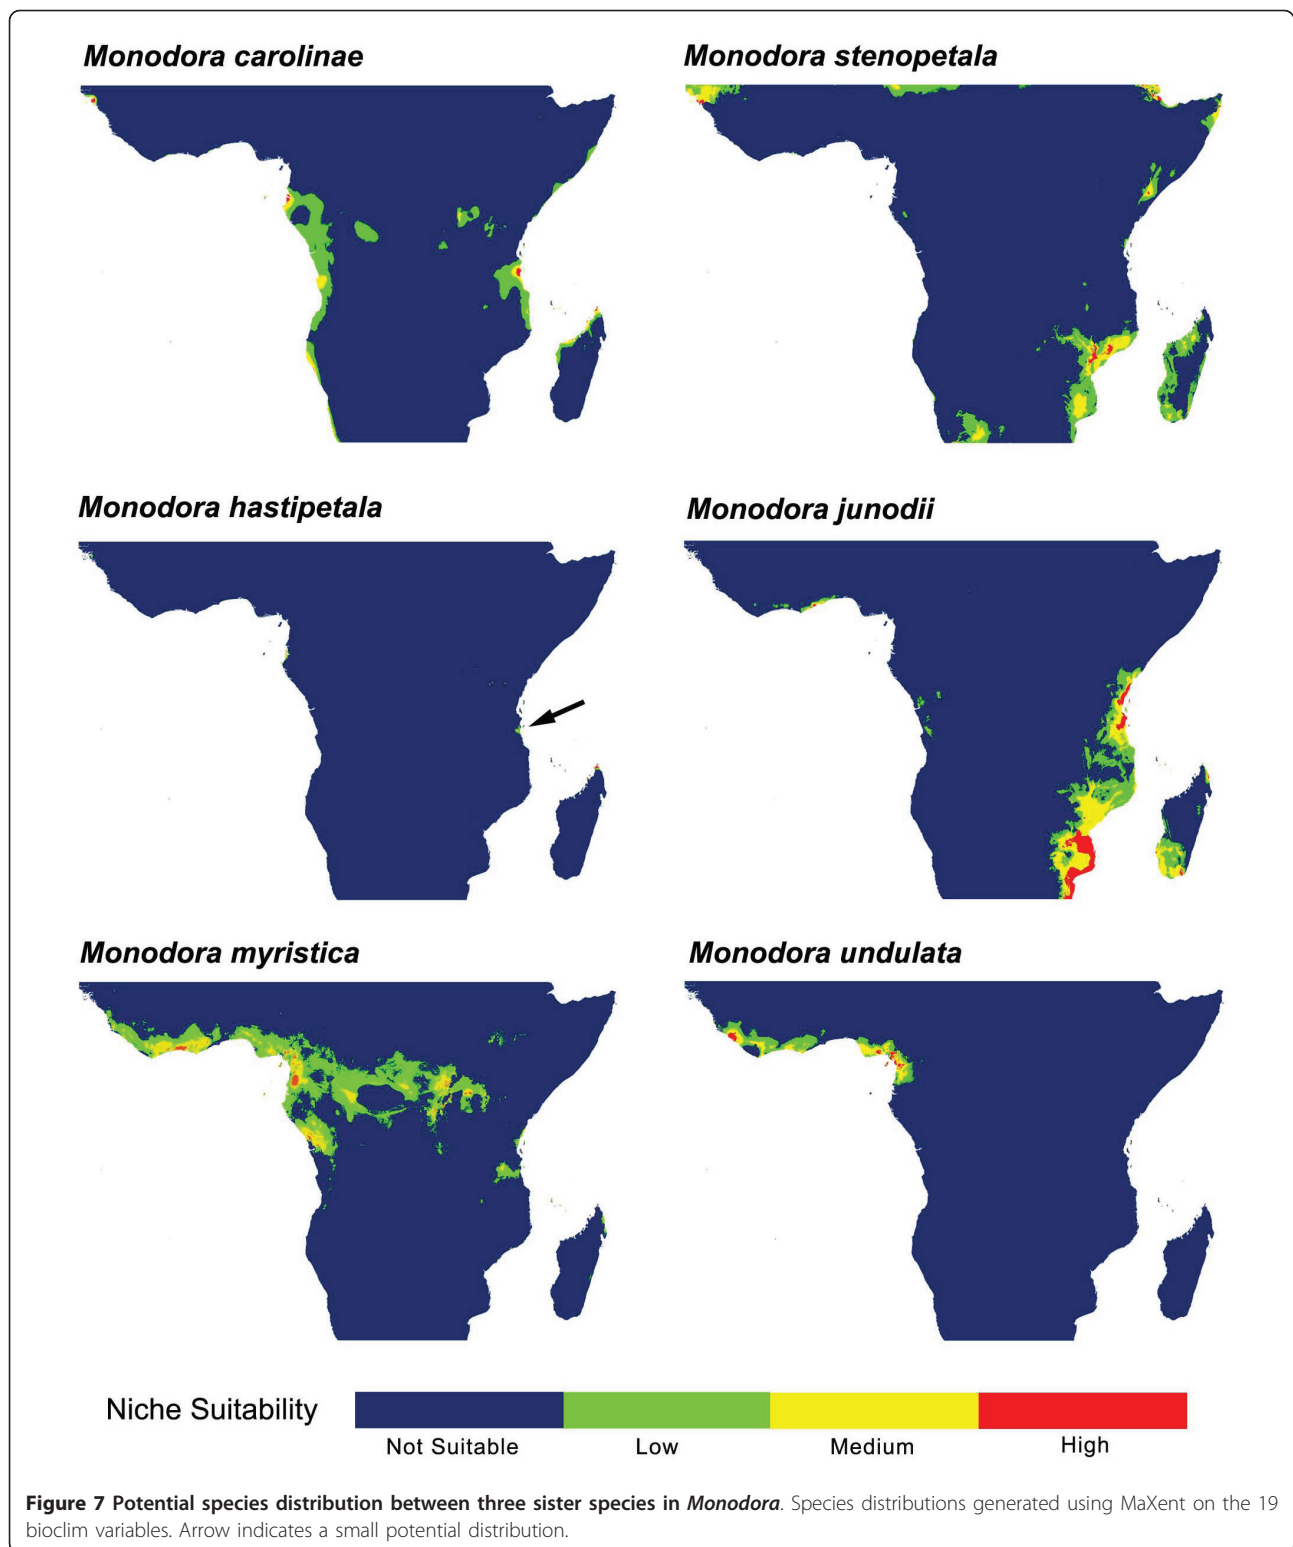 Monodora carolinae
Monodora stenopetala
Monodora hastipetala
Monodora junodii
Monodora myristica
Monodora undulata
Niche Suitability
Not Suitable
Low
Medium
High
Figure 7 Potential species distribution between three sister species in Monodora. Species distributions generated using MaXent on the 19
bioclim variables. Arrow indicates a small potential distribution.